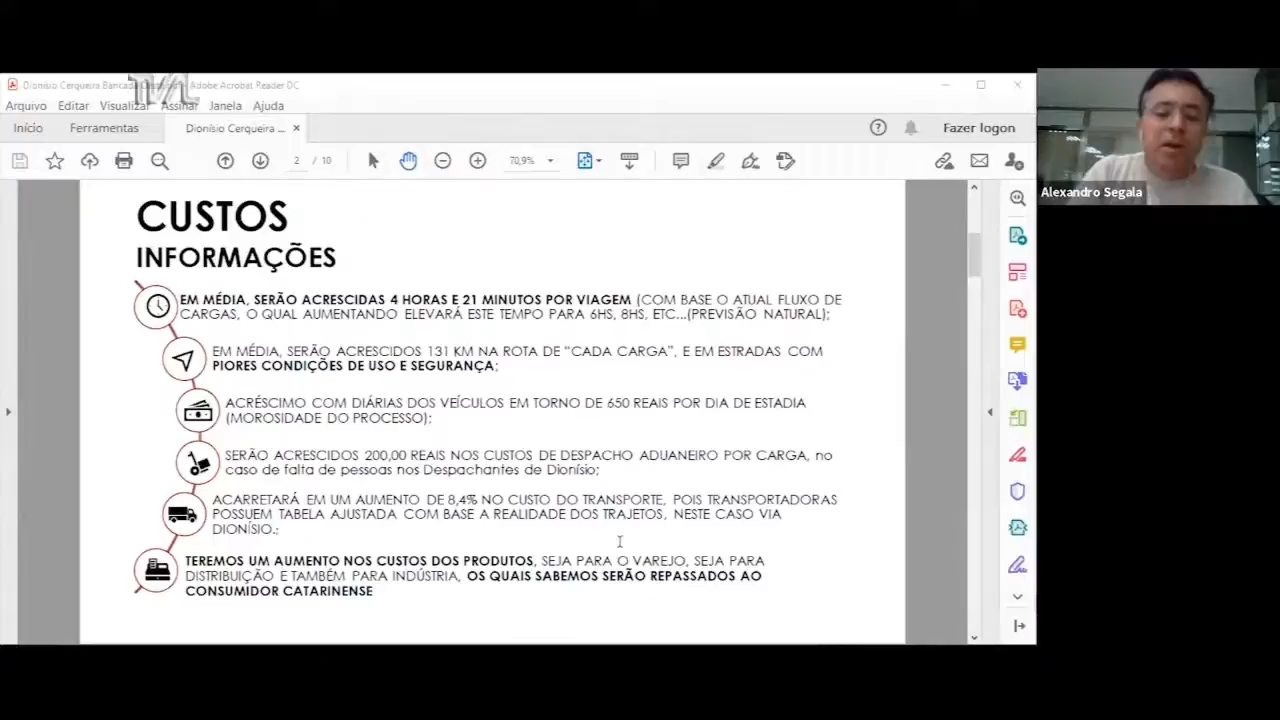 Dionísio Cerqueira Bancada
Adobe Acrobat Reader DC
TVAL
Arquivo Editar Visualizar Assinar Janela Ajuda
Início Ferramentas Dionísio Cerqueira ... Fazer logon
2 / 10 70,9%
Alexandro Segala
CUSTOS
INFORMAÇÕES
EM MÉDIA, SERÃO ACRESCIDAS 4 HORAS E 21 MINUTOS POR VIAGEM (COM BASE O ATUAL FLUXO DE
CARGAS, O QUAL AUMENTANDO ELEVARÁ ESTE TEMPO PARA 6HS, 8HS, ETC...(PREVISÃO NATURAL);
EM MÉDIA, SERÃO ACRESCIDOS 131 KM NA ROTA DE “CADA CARGA”, E EM ESTRADAS COM
PIORES CONDIÇÕES DE USO E SEGURANÇA;
ACRÉSCIMO COM DIÁRIAS DOS VEÍCULOS EM TORNO DE 650 REAIS POR DIA DE ESTADIA
(MOROSIDADE DO PROCESSO);
SERÃO ACRESCIDOS 200,00 REAIS NOS CUSTOS DE DESPACHO ADUANEIRO POR CARGA, no
caso de falta de pessoas nos Despachantes de Dionísio;
ACARRETARÁ EM UM AUMENTO DE 8,4% NO CUSTO DO TRANSPORTE, POIS TRANSPORTADORAS
POSSUEM TABELA AJUSTADA COM BASE A REALIDADE DOS TRAJETOS, NESTE CASO VIA
DIONÍSIO.;
TEREMOS UM AUMENTO NOS CUSTOS DOS PRODUTOS, SEJA PARA O VAREJO, SEJA PARA
DISTRIBUIÇÃO E TAMBÉM PARA INDÚSTRIA, OS QUAIS SABEMOS SERÃO REPASSADOS AO
CONSUMIDOR CATARINENSE